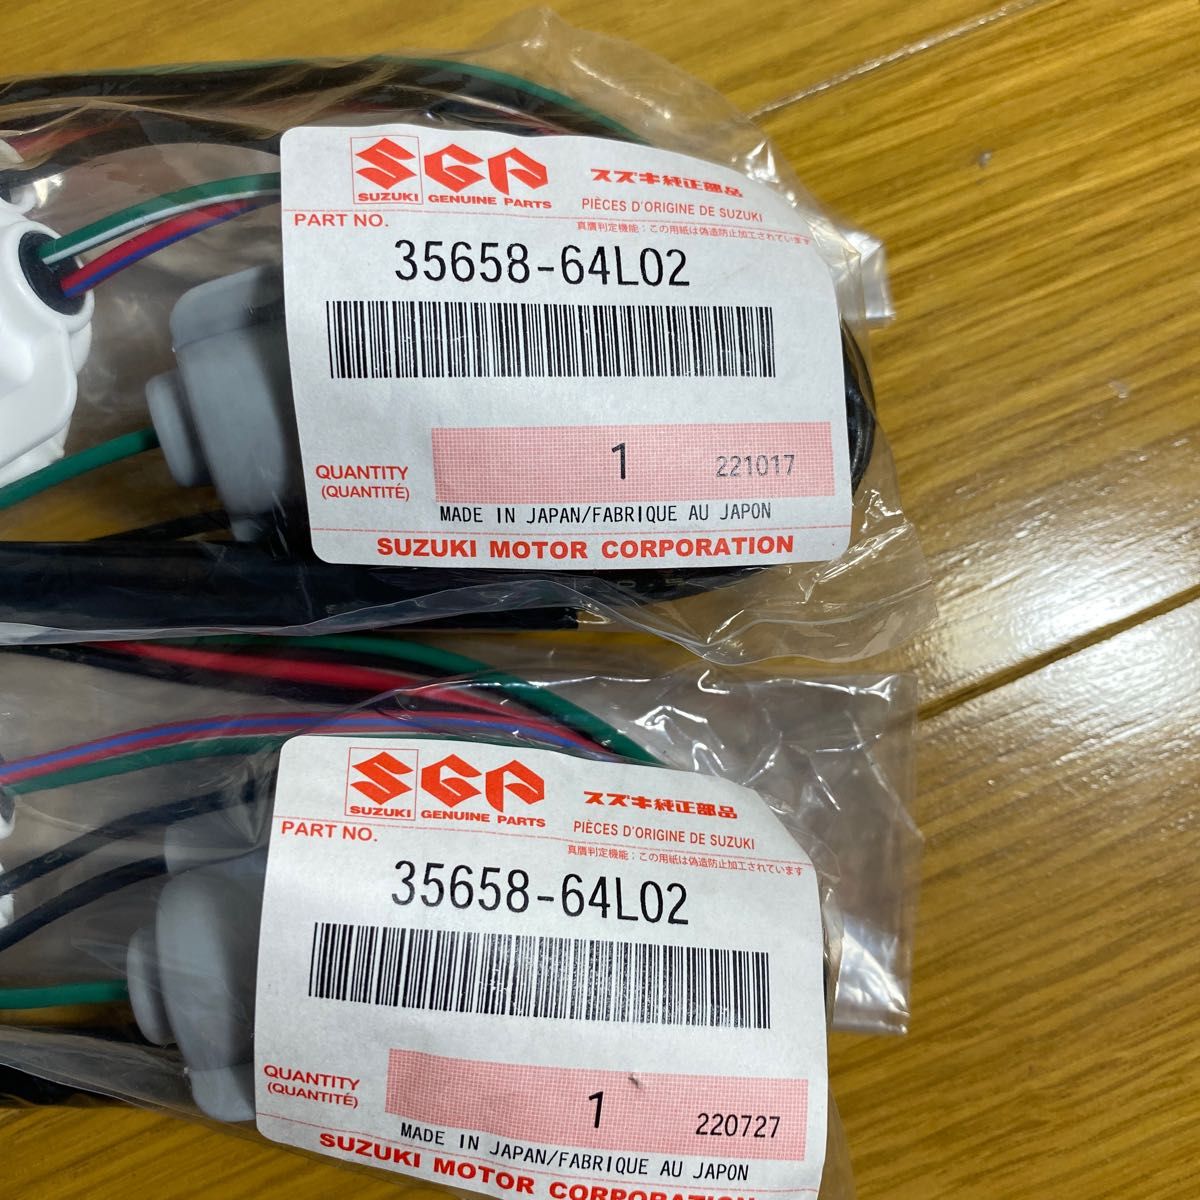 SGP
SUZUKI GENUINE PARTS
スズキ純正部品
PIÈCES D'ORIGINE DE SUZUKI
PART NO.
真贋判定機能：この用紙は偽造防止加工されています
35658-64L02
QUANTITY
(QUANTITÉ)
1
221017
MADE IN JAPAN/FABRIQUE AU JAPON
SUZUKI MOTOR CORPORATION
SGP
SUZUKI GENUINE PARTS
スズキ純正部品
PIÈCES D'ORIGINE DE SUZUKI
PART NO.
真贋判定機能：この用紙は偽造防止加工されています
35658-64L02
QUANTITY
(QUANTITÉ)
1
220727
MADE IN JAPAN/FABRIQUE AU JAPON
SUZUKI MOTOR CORPORATION